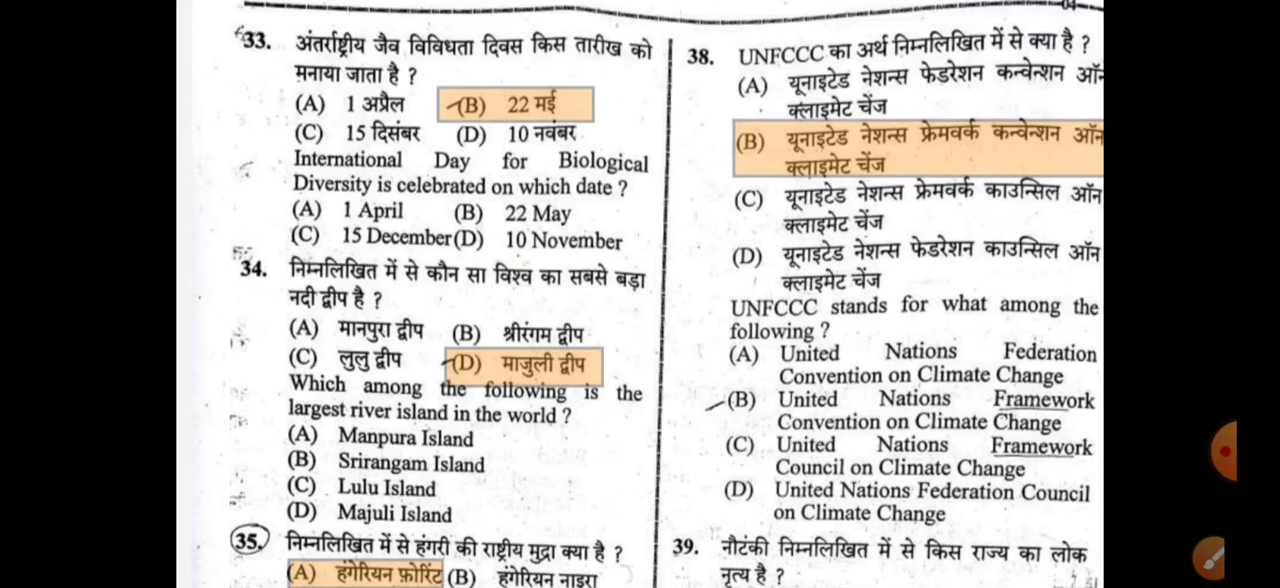 33. अंतर्राष्ट्रीय जैव विविधता दिवस किस तारीख को
मनाया जाता है ?
(A) 1 अप्रैल (B) 22 मई
(C) 15 दिसंबर (D) 10 नवंबर
International Day for Biological
Diversity is celebrated on which date ?
(A) 1 April (B) 22 May
(C) 15 December (D) 10 November
34. निम्नलिखित में से कौन सा विश्व का सबसे बड़ा
नदी द्वीप है ?
(A) मानपुरा द्वीप (B) श्रीरंगम द्वीप
(C) लुलु द्वीप (D) माजुली द्वीप
Which among the following is the
largest river island in the world ?
(A) Manpura Island
(B) Srirangam Island
(C) Lulu Island
(D) Majuli Island
35. निम्नलिखित में से हंगरी की राष्ट्रीय मुद्रा क्या है ?
(A) हंगेरियन फ़ोरिंट (B) हंगेरियन नाइरा
38. UNFCCC का अर्थ निम्नलिखित में से क्या है ?
(A) यूनाइटेड नेशन्स फेडरेशन कन्वेन्शन ऑन
क्लाइमेट चेंज
(B) यूनाइटेड नेशन्स फ्रेमवर्क कन्वेन्शन ऑन
क्लाइमेट चेंज
(C) यूनाइटेड नेशन्स फ्रेमवर्क काउन्सिल ऑन
क्लाइमेट चेंज
(D) यूनाइटेड नेशन्स फेडरेशन काउन्सिल ऑन
क्लाइमेट चेंज
UNFCCC stands for what among the
following ?
(A) United Nations Federation
Convention on Climate Change
(B) United Nations Framework
Convention on Climate Change
(C) United Nations Framework
Council on Climate Change
(D) United Nations Federation Council
on Climate Change
39. नौटंकी निम्नलिखित में से किस राज्य का लोक
नृत्य है ?